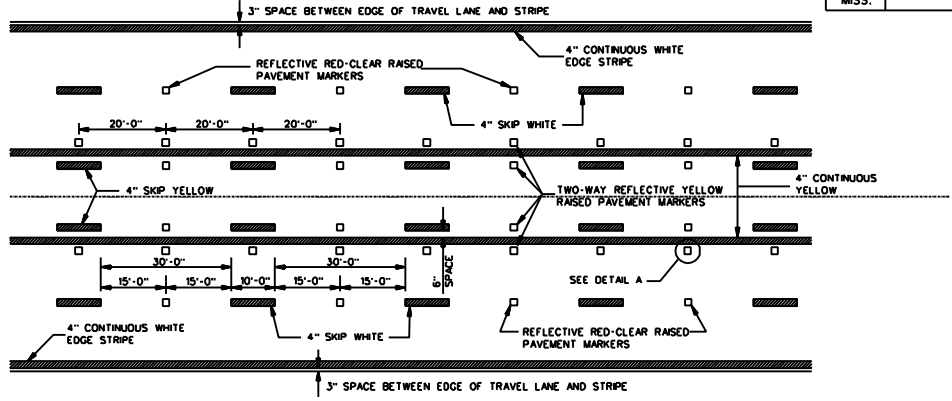 MISS.
3" SPACE BETWEEN EDGE OF TRAVEL LANE AND STRIPE
4" CONTINUOUS WHITE
EDGE STRIPE
REFLECTIVE RED-CLEAR RAISED
PAVEMENT MARKERS
20'-0" 20'-0" 20'-0"
4" SKIP WHITE
4" SKIP YELLOW
TWO-WAY REFLECTIVE YELLOW
RAISED PAVEMENT MARKERS
4" CONTINUOUS
YELLOW
30'-0" 30'-0"
15'-0" 15'-0" 10'-0" 15'-0" 15'-0"
6"
SPACE
SEE DETAIL A
4" CONTINUOUS WHITE
EDGE STRIPE
4" SKIP WHITE
REFLECTIVE RED-CLEAR RAISED
PAVEMENT MARKERS
3" SPACE BETWEEN EDGE OF TRAVEL LANE AND STRIPE